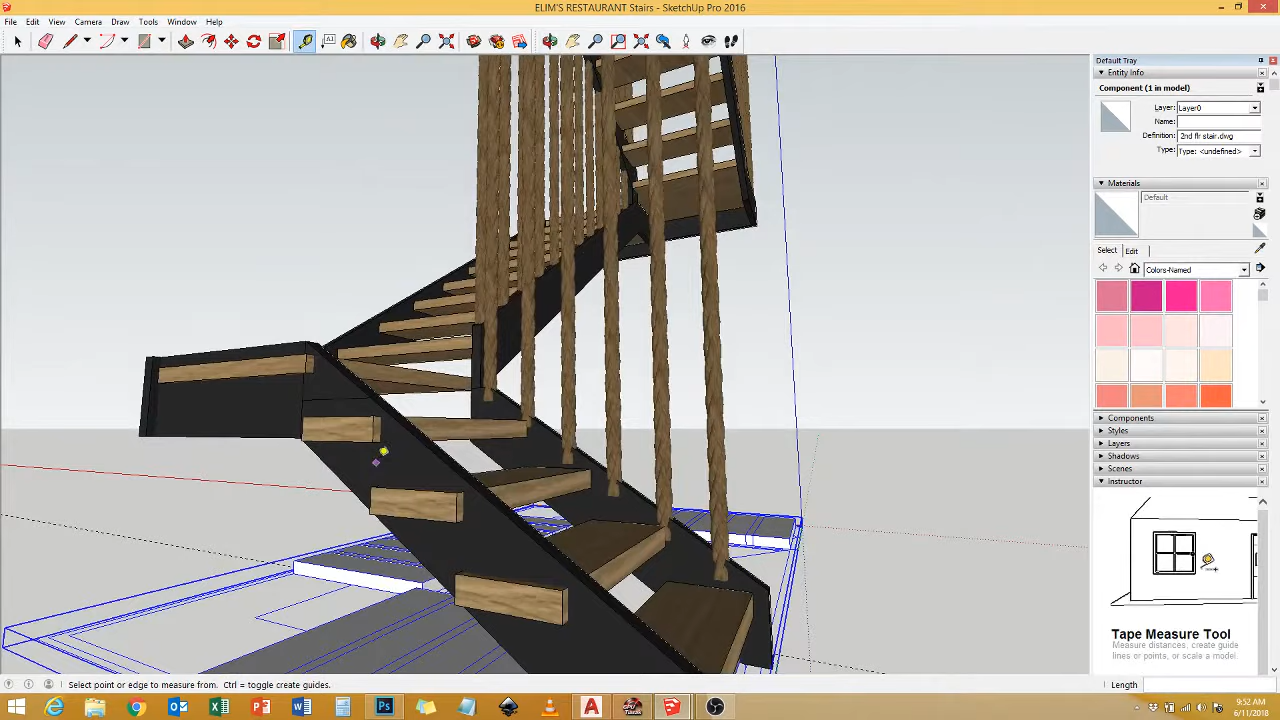 ELIM'S RESTAURANT Stairs - SketchUp Pro 2016
File Edit View Camera Draw Tools Window Help
Default Tray
Entity Info
Component (1 in model)
Layer: Layer0
Name:
Definition: 2nd flr stair.dwg
Type: Type: <undefined>
Materials
Default
Select Edit
Colors-Named
Components
Styles
Layers
Shadows
Scenes
Instructor
Tape Measure Tool
Measure distances, create guide
lines or points, or scale a model.
Select point or edge to measure from. Ctrl = toggle create guides.
Length
9:52 AM
6/11/2018